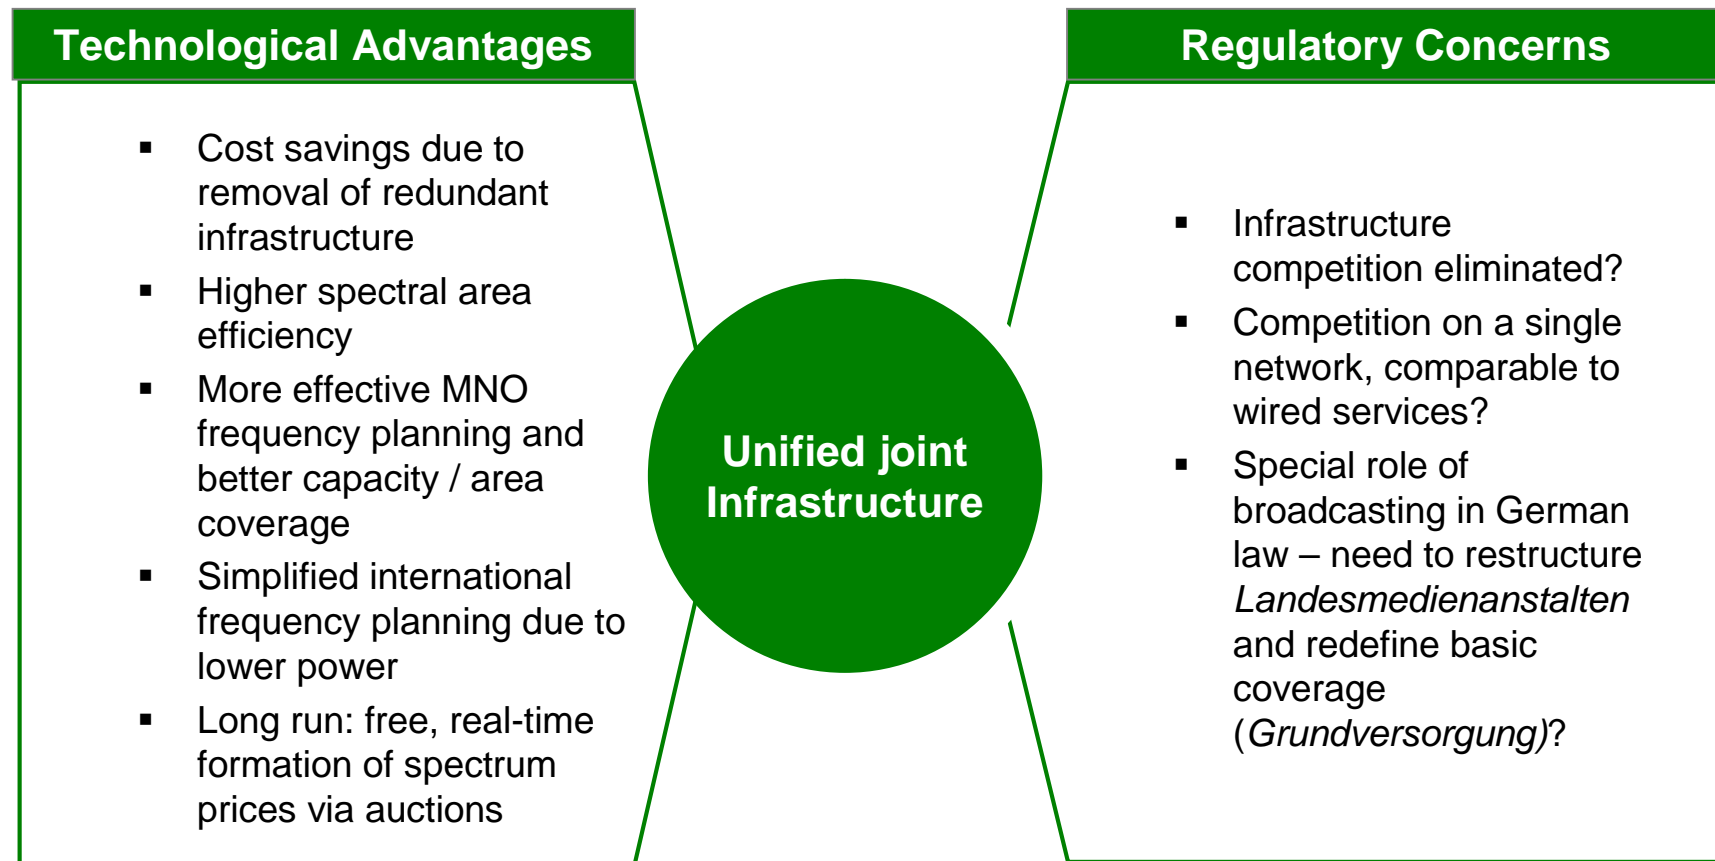 Technological Advantages
▪ Cost savings due to
removal of redundant
infrastructure
▪ Higher spectral area
efficiency
▪ More effective MNO
frequency planning and
better capacity / area
coverage
▪ Simplified international
frequency planning due to
lower power
▪ Long run: free, real-time
formation of spectrum
prices via auctions
Unified joint
Infrastructure
Regulatory Concerns
▪ Infrastructure
competition eliminated?
▪ Competition on a single
network, comparable to
wired services?
▪ Special role of
broadcasting in German
law – need to restructure
Landesmedienanstalten
and redefine basic
coverage
(Grundversorgung)?